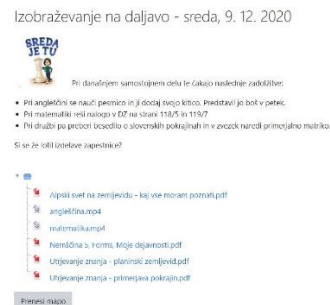 Izobraževanje na daljavo - sreda, 9. 12. 2020
SREDA
JE TU
Pri današnjem samostojnem delu te čakajo naslednje zadolžitve:
Pri angleščini se nauči pesmico in ji dodaj svojo kitico. Predstavil jo boš v petek.
Pri matematiki reši nalogo v DZ na strani 118/5 in 119/7
Pri družbi pa preberi besedilo o slovenskih pokrajinah in v zvezek naredi primerjalno matriko.
Si se že lotil izdelave zapestnice?
Alpski svet na zemljevidu - kaj vse moram poznati.pdf
angleščina.mp4
matematika.mp4
Nemščina 5, Forms, Moje dejavnosti.pdf
Utrjevanje znanja - planinski zemljevid.pdf
Utrjevanje znanja - primerjava pokrajin.pdf
Prenesi mapo